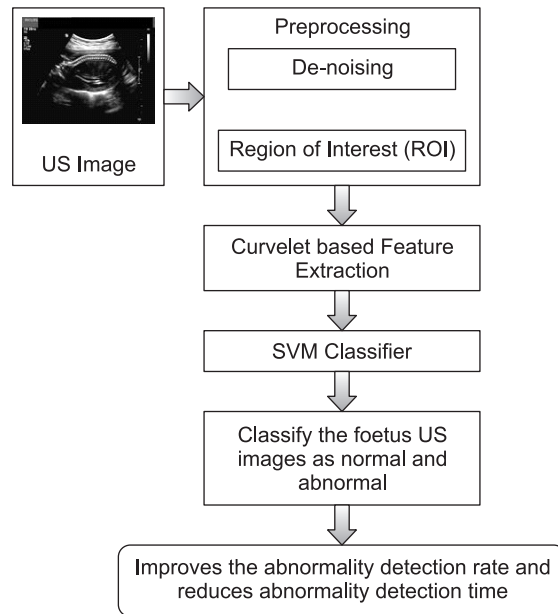 US Image
Preprocessing
De-noising
Region of Interest (ROI)
Curvelet based Feature
Extraction
SVM Classifier
Classify the foetus US
images as normal and
abnormal
Improves the abnormality detection rate and
reduces abnormality detection time